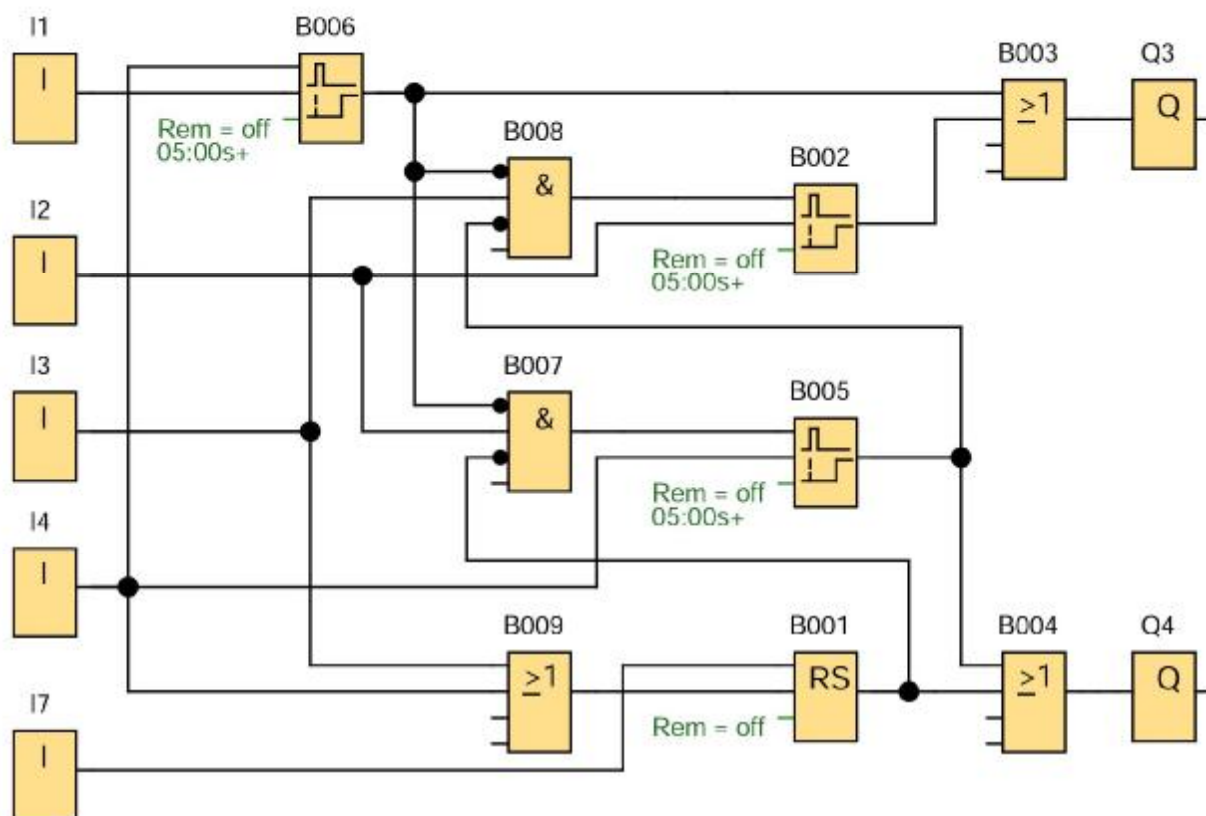 I1
B006
B003
Q3
I
≥1
Q
Rem = off
05:00s+
B008
&
B002
I2
I
Rem = off
05:00s+
I3
I
B007
&
B005
Rem = off
05:00s+
I4
I
B009
≥1
B001
RS
B004
≥1
Q4
Q
Rem = off
I7
I